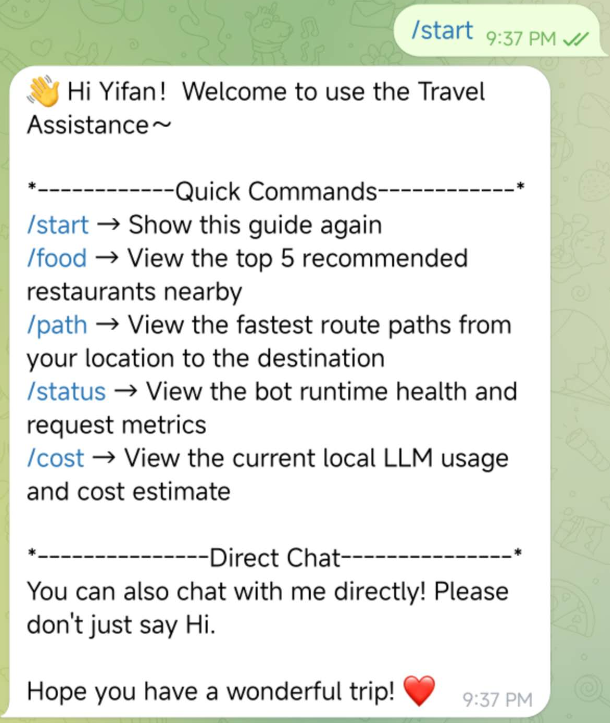 /start 9:37 PM
👋 Hi Yifan!  Welcome to use the Travel
Assistance~
*------------Quick Commands------------*
/start → Show this guide again
/food → View the top 5 recommended
restaurants nearby
/path → View the fastest route paths from
your location to the destination
/status → View the bot runtime health and
request metrics
/cost → View the current local LLM usage
and cost estimate
*---------------Direct Chat---------------*
You can also chat with me directly! Please
don't just say Hi.
Hope you have a wonderful trip! ❤️ 9:37 PM